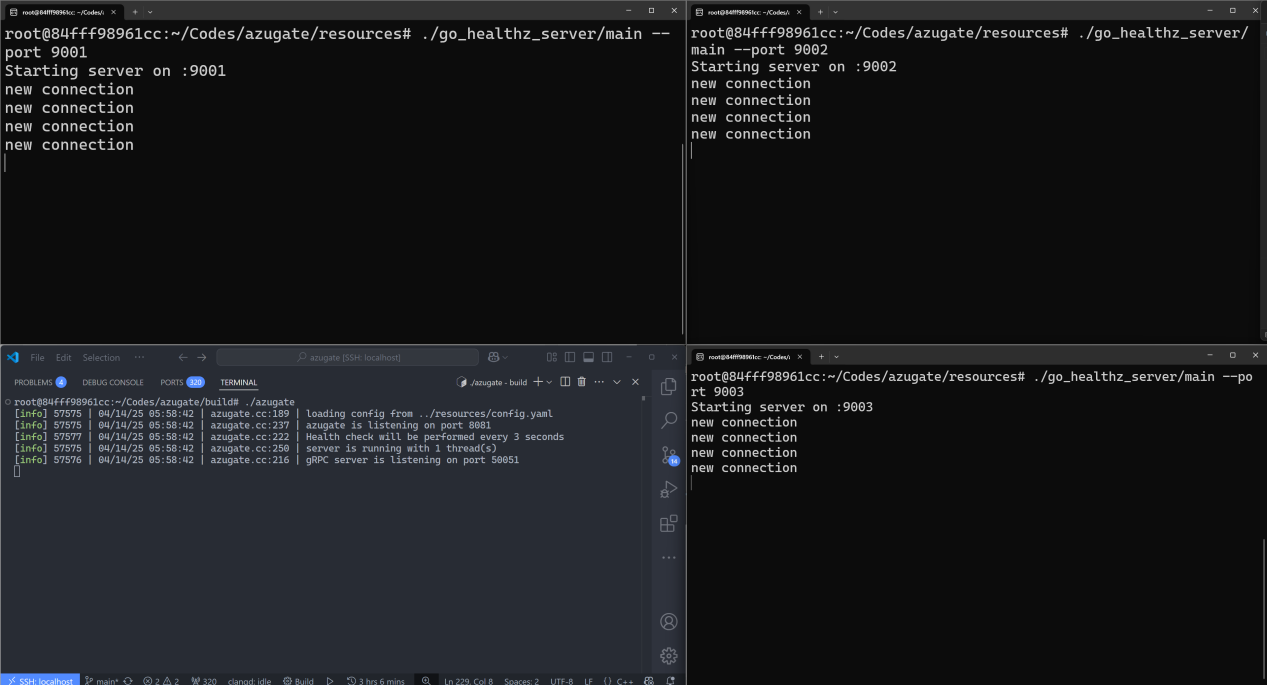 root@84fff98961cc: ~/Codes/a
root@84fff98961cc:~/Codes/azugate/resources# ./go_healthz_server/main --
port 9001
Starting server on :9001
new connection
new connection
new connection
new connection
root@84fff98961cc: ~/Codes/a
root@84fff98961cc:~/Codes/azugate/resources# ./go_healthz_server/
main --port 9002
Starting server on :9002
new connection
new connection
new connection
new connection
File Edit Selection ··· azugate [SSH: localhost]
PROBLEMS 4 DEBUG CONSOLE PORTS 320 TERMINAL ./azugate - build
root@84fff98961cc:~/Codes/azugate/build# ./azugate
[info] 57575 | 04/14/25 05:58:42 | azugate.cc:189 | loading config from ../resources/config.yaml
[info] 57575 | 04/14/25 05:58:42 | azugate.cc:237 | azugate is listening on port 8081
[info] 57577 | 04/14/25 05:58:42 | azugate.cc:222 | Health check will be performed every 3 seconds
[info] 57575 | 04/14/25 05:58:42 | azugate.cc:250 | server is running with 1 thread(s)
[info] 57576 | 04/14/25 05:58:42 | azugate.cc:216 | gRPC server is listening on port 50051
14
SSH: localhost main* 2 2 320 clangd: idle Build 3 hrs 6 mins Ln 229, Col 8 Spaces: 2 UTF-8 LF {} C++
root@84fff98961cc: ~/Codes/a
root@84fff98961cc:~/Codes/azugate/resources# ./go_healthz_server/main --po
rt 9003
Starting server on :9003
new connection
new connection
new connection
new connection